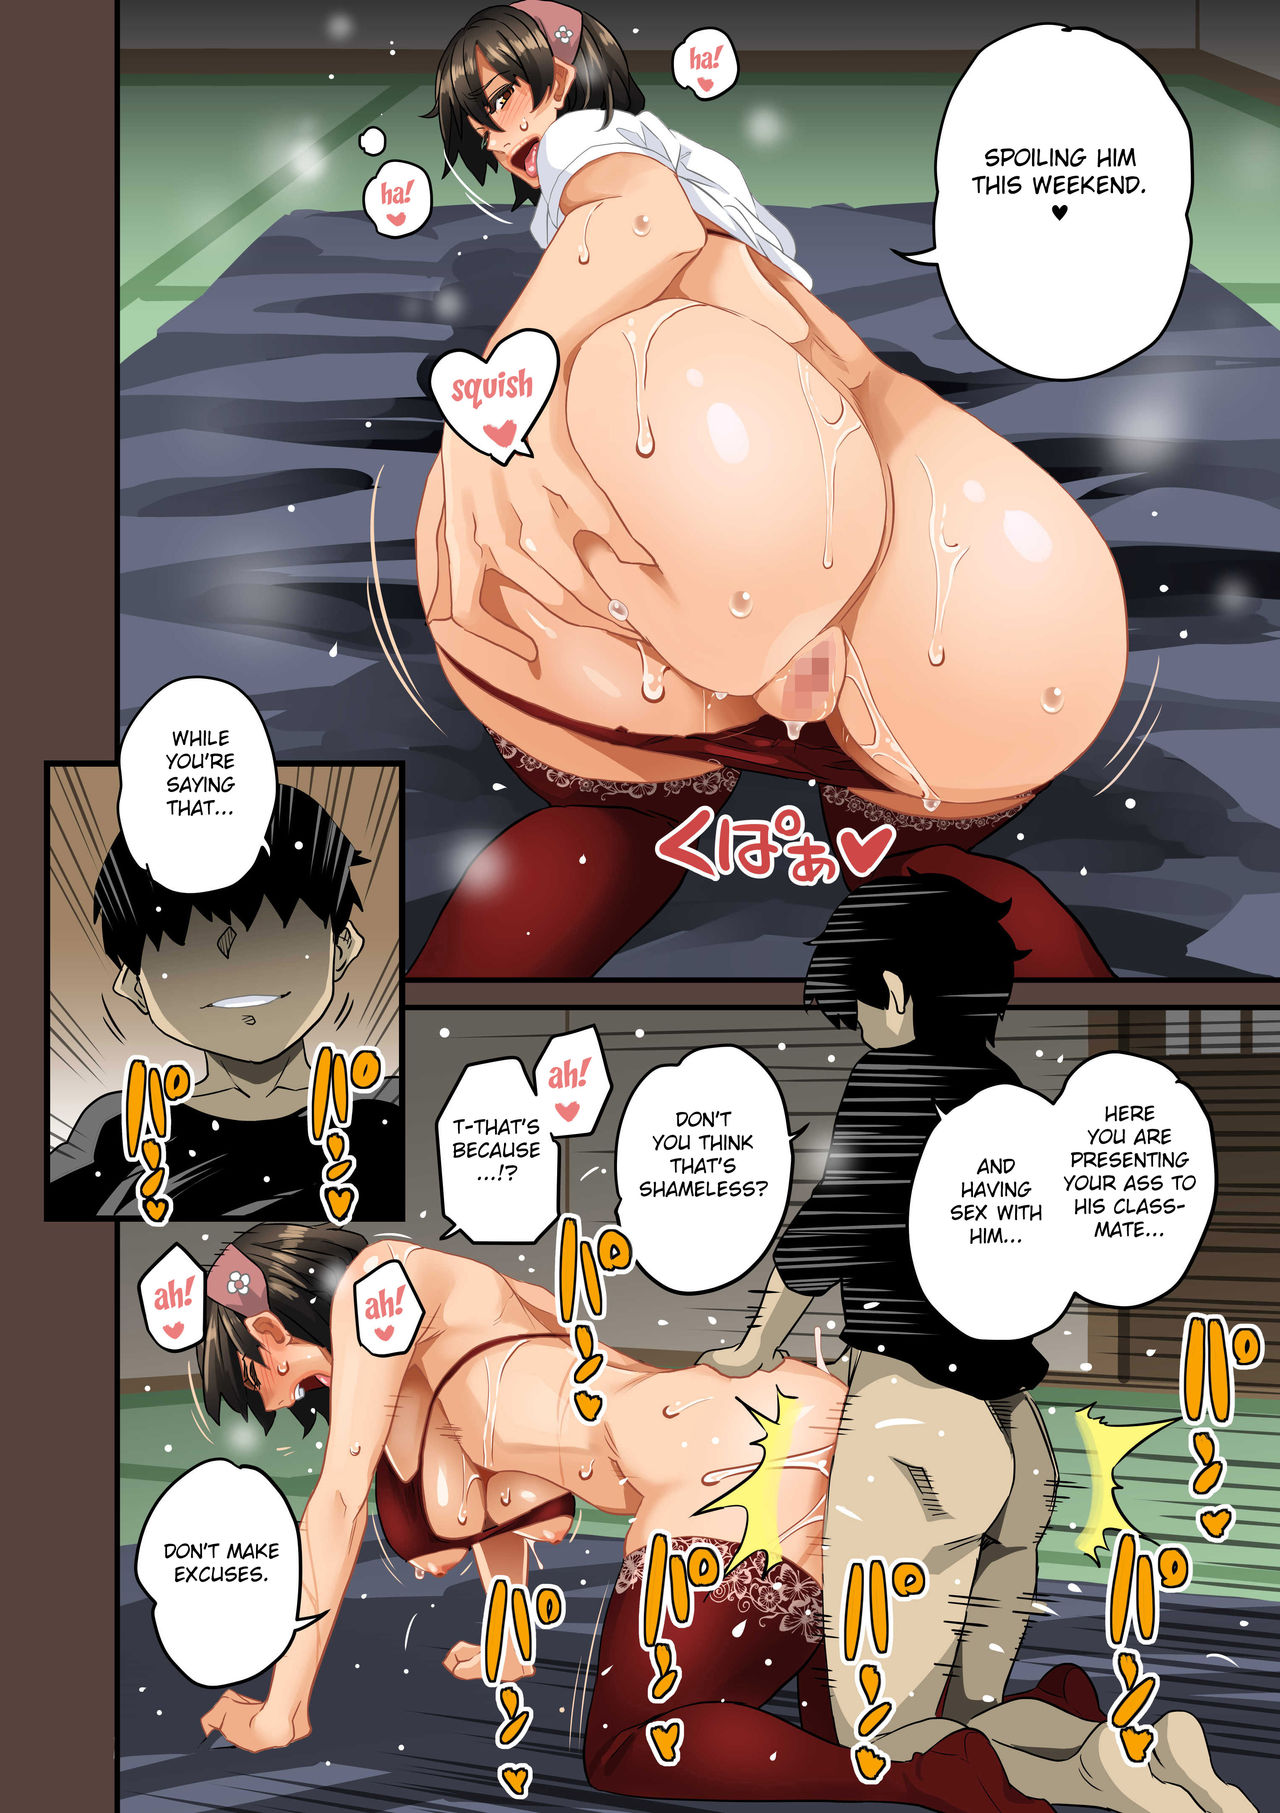 ha!
SPOILING HIM
THIS WEEKEND.
ha!
squish
くぱぁ
WHILE
YOU'RE
SAYING
THAT...
パンッ
パンッ
HERE
YOU ARE
PRESENTING
YOUR ASS TO
HIS CLASS-
MATE...
AND
HAVING
SEX WITH
HIM...
DON'T
YOU THINK
THAT'S
SHAMELESS?
ah!
T-THAT'S
BECAUSE
...!?
ah!
ah!
パンッ
パンッ
DON'T MAKE
EXCUSES.
パンッ
パンッ
パンッ
パンッ